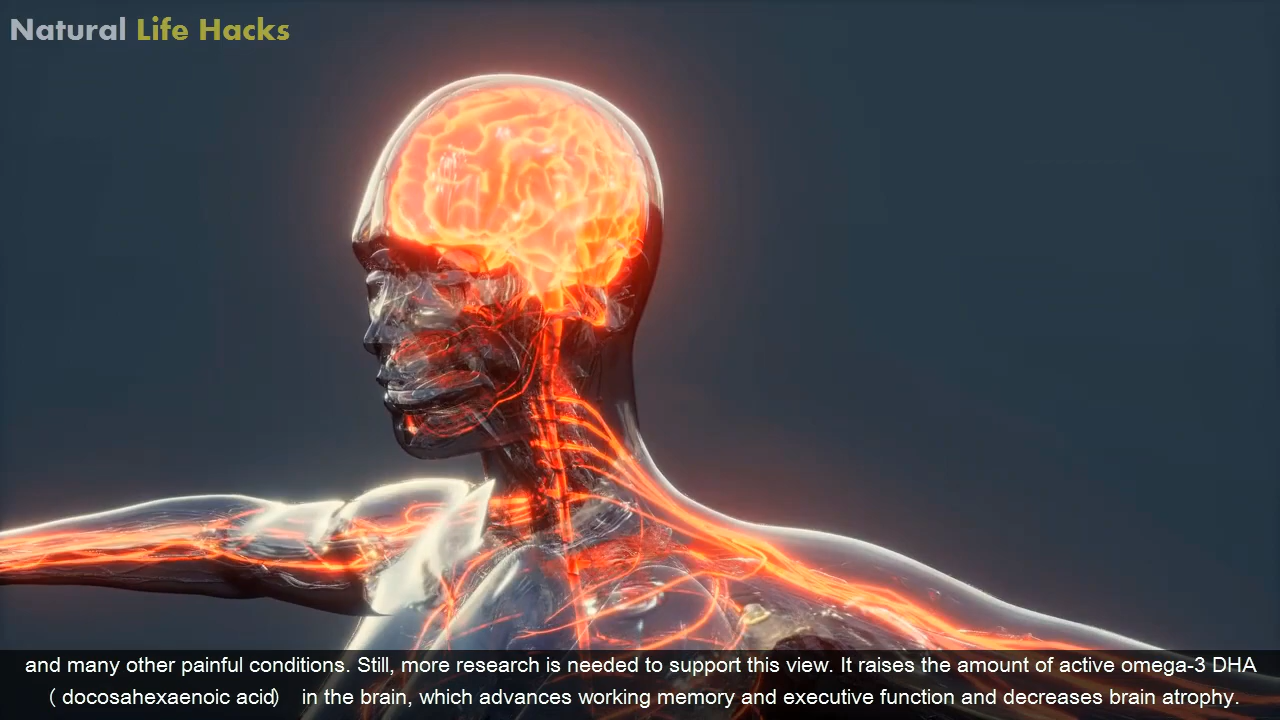 Natural Life Hacks
and many other painful conditions. Still, more research is needed to support this view. It raises the amount of active omega-3 DHA
( docosahexaenoic acid) in the brain, which advances working memory and executive function and decreases brain atrophy.